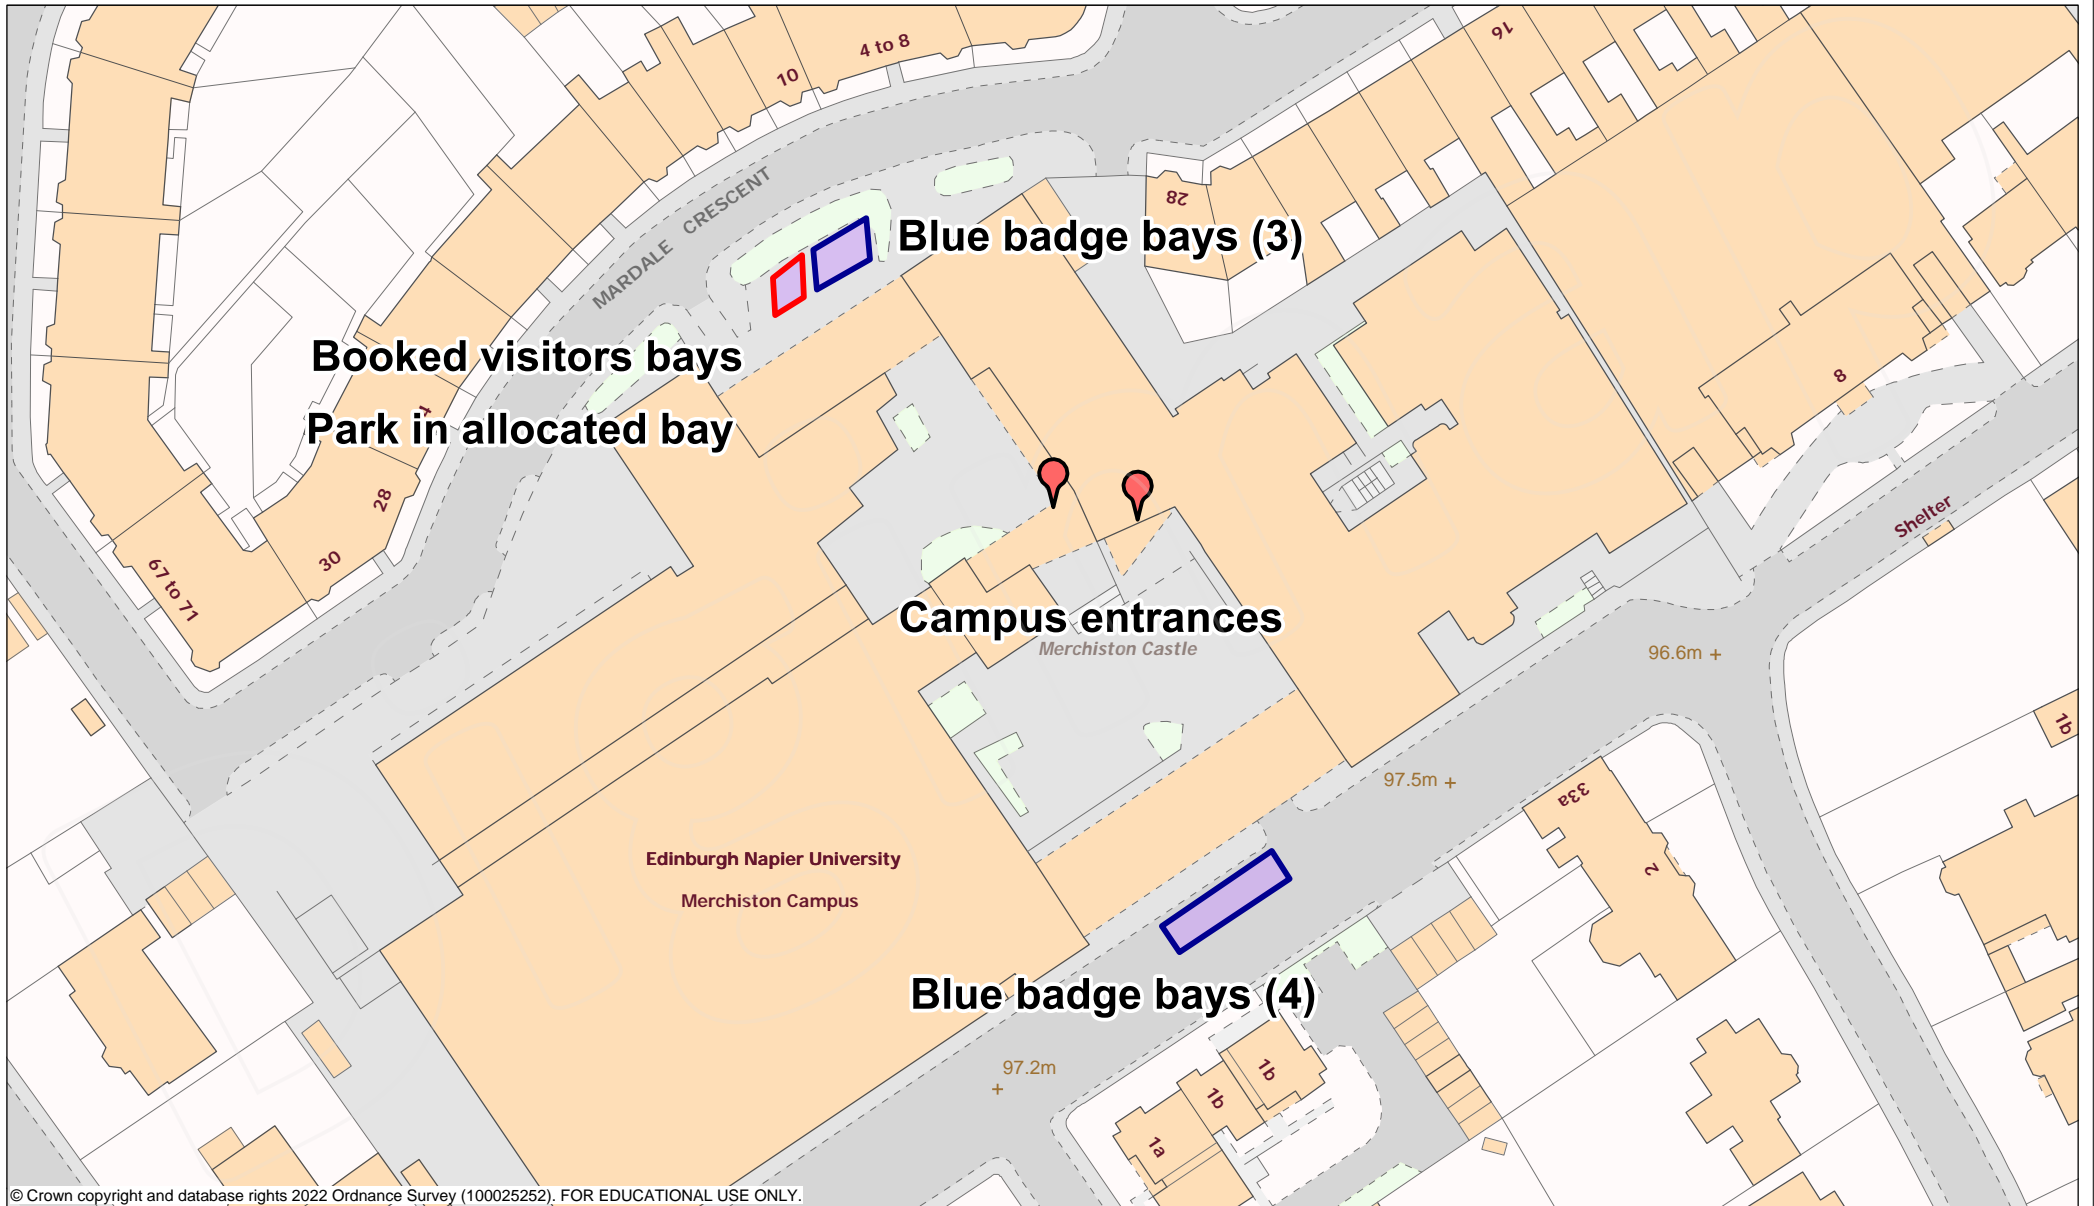 4 to 8
10
16
28
MARDALE CRESCENT
Blue badge bays (3)
Booked visitors bays
Park in allocated bay
8
28
30
67 to 71
Shelter
Campus entrances
Merchiston Castle
96.6m
1b
97.5m
33a
2
Edinburgh Napier University
Merchiston Campus
Blue badge bays (4)
97.2m
1b
1b
1a
© Crown copyright and database rights 2022 Ordnance Survey (100025252). FOR EDUCATIONAL USE ONLY.